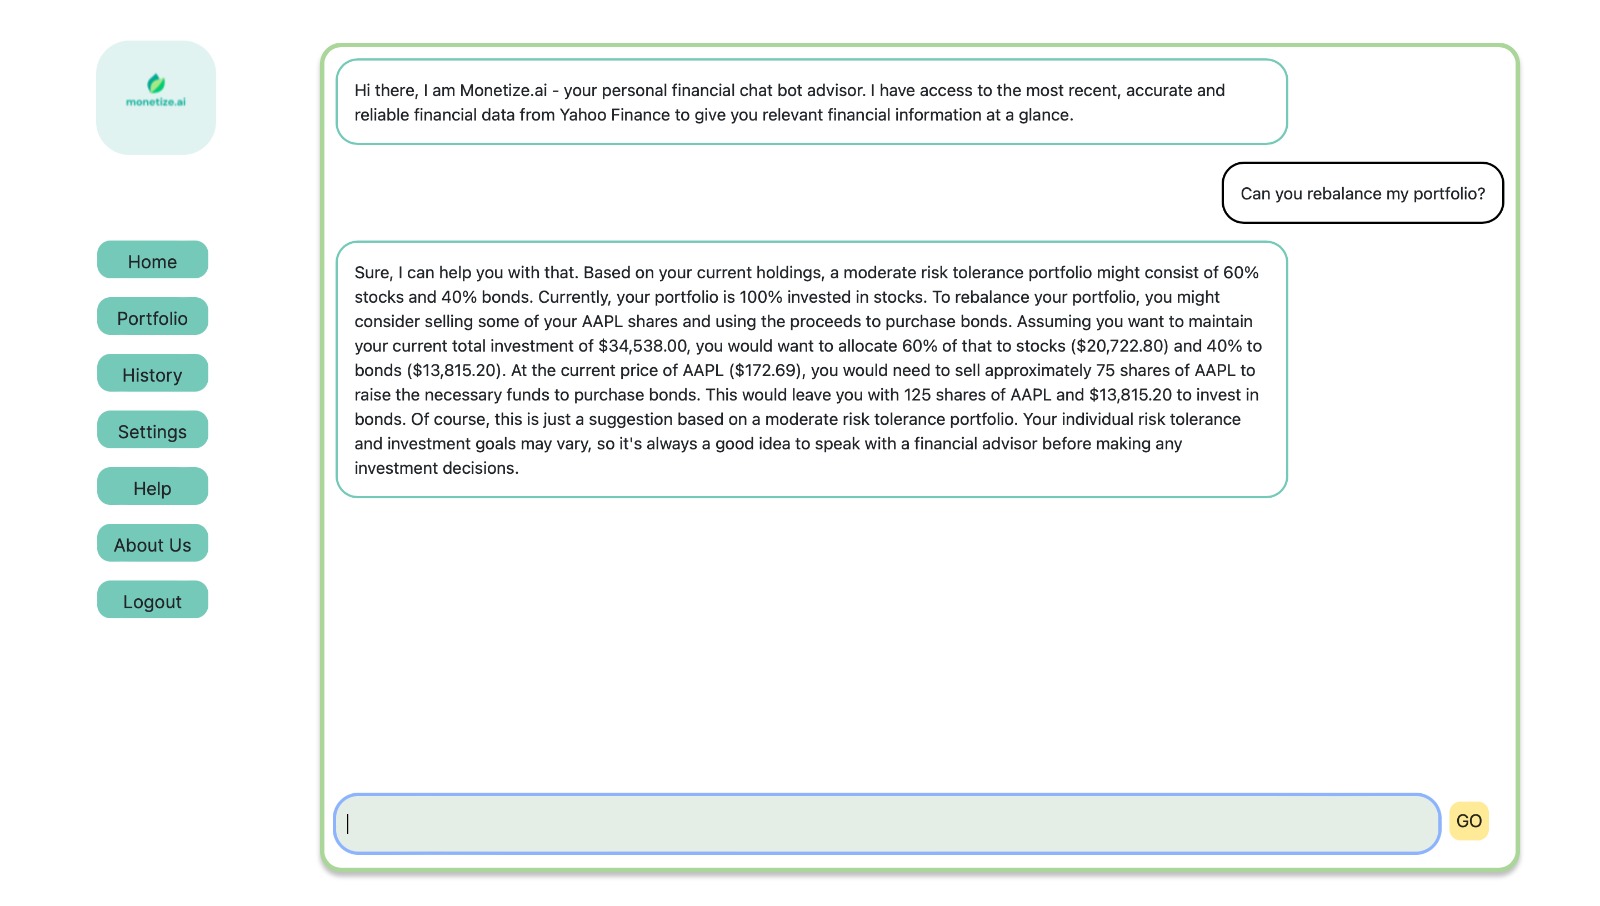 monetize.ai
Home
Portfolio
History
Settings
Help
About Us
Logout
Hi there, I am Monetize.ai - your personal financial chat bot advisor. I have access to the most recent, accurate and
reliable financial data from Yahoo Finance to give you relevant financial information at a glance.
Can you rebalance my portfolio?
Sure, I can help you with that. Based on your current holdings, a moderate risk tolerance portfolio might consist of 60%
stocks and 40% bonds. Currently, your portfolio is 100% invested in stocks. To rebalance your portfolio, you might
consider selling some of your AAPL shares and using the proceeds to purchase bonds. Assuming you want to maintain
your current total investment of $34,538.00, you would want to allocate 60% of that to stocks ($20,722.80) and 40% to
bonds ($13,815.20). At the current price of AAPL ($172.69), you would need to sell approximately 75 shares of AAPL to
raise the necessary funds to purchase bonds. This would leave you with 125 shares of AAPL and $13,815.20 to invest in
bonds. Of course, this is just a suggestion based on a moderate risk tolerance portfolio. Your individual risk tolerance
and investment goals may vary, so it's always a good idea to speak with a financial advisor before making any
investment decisions.
GO